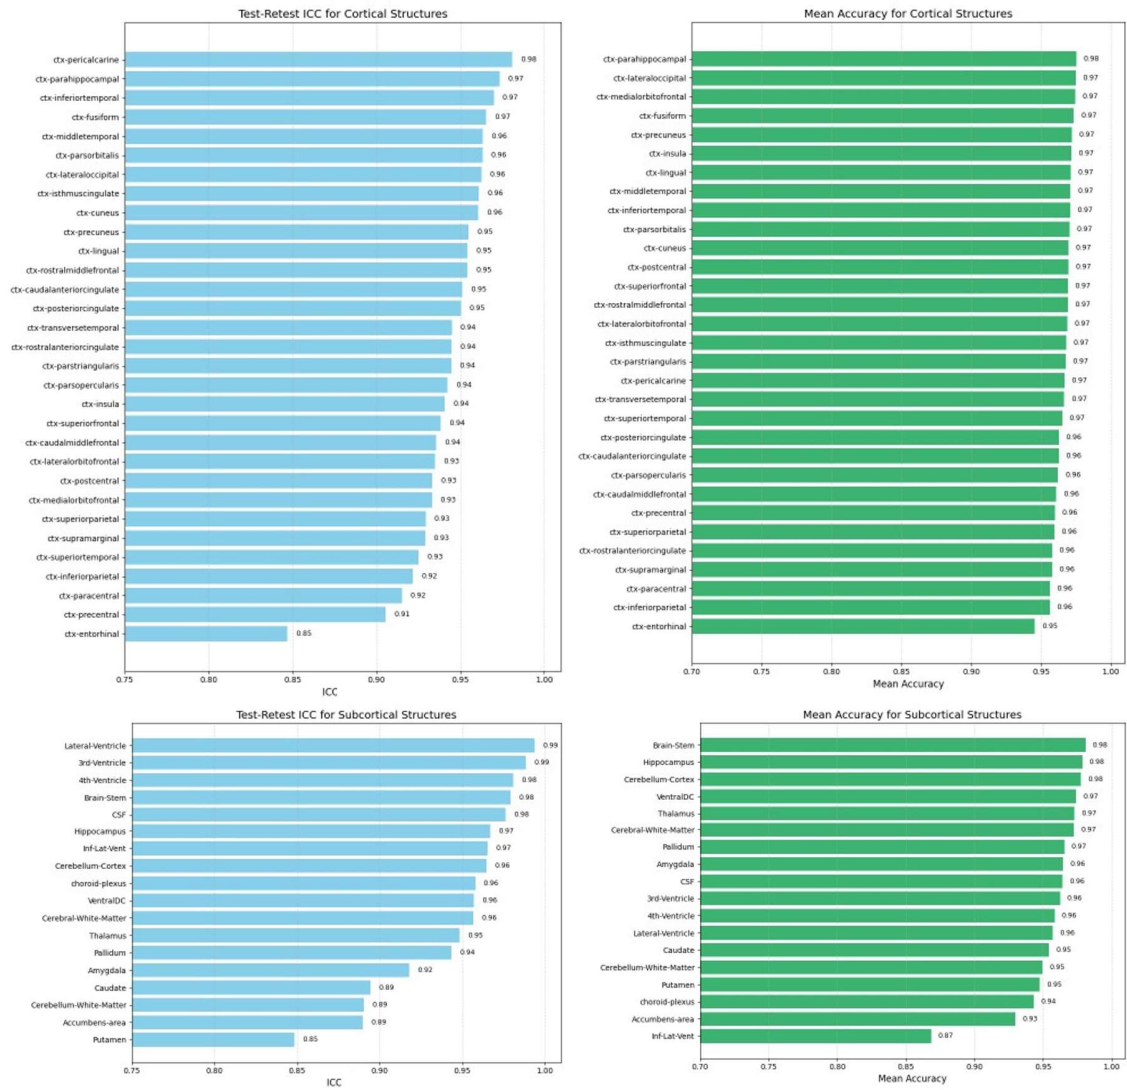 Test-Retest ICC for Cortical Structures
ctx-pericalcarine 0.98
ctx-parahippocampal 0.97
ctx-inferiortemporal 0.97
ctx-fusiform 0.97
ctx-middletemporal 0.96
ctx-parsorbitalis 0.96
ctx-lateraloccipital 0.96
ctx-isthmuscingulate 0.96
ctx-cuneus 0.96
ctx-precuneus 0.95
ctx-lingual 0.95
ctx-rostralmiddlefrontal 0.95
ctx-caudalanteriorcingulate 0.95
ctx-posteriorcingulate 0.95
ctx-transversetemporal 0.94
ctx-rostralanteriorcingulate 0.94
ctx-parstriangularis 0.94
ctx-parsopercularis 0.94
ctx-insula 0.94
ctx-superiorfrontal 0.94
ctx-caudalmiddlefrontal 0.94
ctx-lateralorbitofrontal 0.93
ctx-postcentral 0.93
ctx-medialorbitofrontal 0.93
ctx-superiorparietal 0.93
ctx-supramarginal 0.93
ctx-superiortemporal 0.93
ctx-inferiorparietal 0.92
ctx-paracentral 0.92
ctx-precentral 0.91
ctx-entorhinal 0.85
0.75 0.80 0.85 0.90 0.95 1.00
ICC
Mean Accuracy for Cortical Structures
ctx-parahippocampal 0.98
ctx-lateraloccipital 0.97
ctx-medialorbitofrontal 0.97
ctx-fusiform 0.97
ctx-precuneus 0.97
ctx-insula 0.97
ctx-lingual 0.97
ctx-middletemporal 0.97
ctx-inferiortemporal 0.97
ctx-parsorbitalis 0.97
ctx-cuneus 0.97
ctx-postcentral 0.97
ctx-superiorfrontal 0.97
ctx-rostralmiddlefrontal 0.97
ctx-lateralorbitofrontal 0.97
ctx-isthmuscingulate 0.97
ctx-parstriangularis 0.97
ctx-pericalcarine 0.97
ctx-transversetemporal 0.97
ctx-superiortemporal 0.97
ctx-posteriorcingulate 0.96
ctx-caudalanteriorcingulate 0.96
ctx-parsopercularis 0.96
ctx-caudalmiddlefrontal 0.96
ctx-precentral 0.96
ctx-superiorparietal 0.96
ctx-rostralanteriorcingulate 0.96
ctx-supramarginal 0.96
ctx-paracentral 0.96
ctx-inferiorparietal 0.96
ctx-entorhinal 0.95
0.70 0.75 0.80 0.85 0.90 0.95 1.00
Mean Accuracy
Test-Retest ICC for Subcortical Structures
Lateral-Ventricle 0.99
3rd-Ventricle 0.99
4th-Ventricle 0.98
Brain-Stem 0.98
CSF 0.98
Hippocampus 0.97
Inf-Lat-Vent 0.97
Cerebellum-Cortex 0.96
choroid-plexus 0.96
VentralDC 0.96
Cerebral-White-Matter 0.96
Thalamus 0.95
Pallidum 0.94
Amygdala 0.92
Caudate 0.89
Cerebellum-White-Matter 0.89
Accumbens-area 0.89
Putamen 0.85
0.75 0.80 0.85 0.90 0.95 1.00
ICC
Mean Accuracy for Subcortical Structures
Brain-Stem 0.98
Hippocampus 0.98
Cerebellum-Cortex 0.98
VentralDC 0.97
Thalamus 0.97
Cerebral-White-Matter 0.97
Pallidum 0.97
Amygdala 0.96
CSF 0.96
3rd-Ventricle 0.96
4th-Ventricle 0.96
Lateral-Ventricle 0.96
Caudate 0.95
Cerebellum-White-Matter 0.95
Putamen 0.95
choroid-plexus 0.94
Accumbens-area 0.93
Inf-Lat-Vent 0.87
0.70 0.75 0.80 0.85 0.90 0.95 1.00
Mean Accuracy